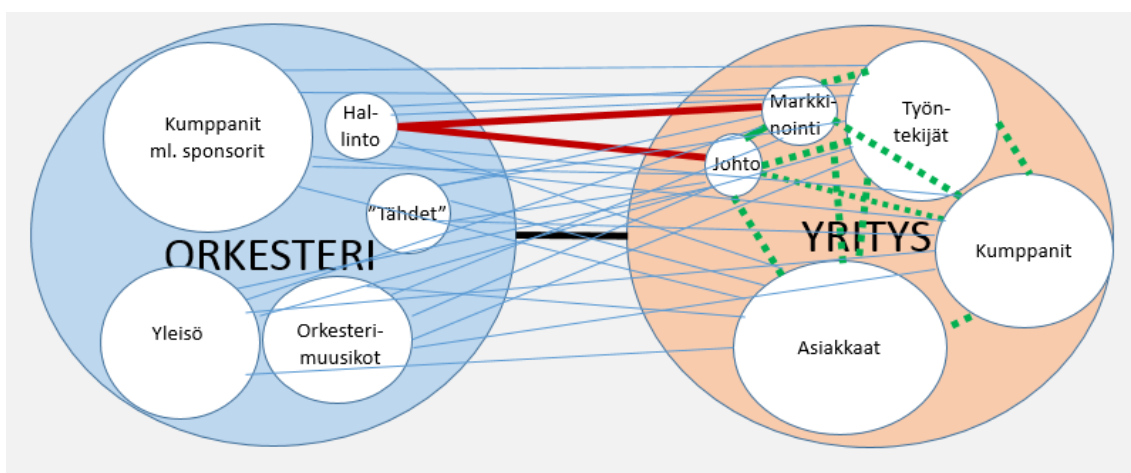 Kumppanit
ml. sponsorit
Hal-
linto
"Tähdet"
ORKESTERI
Yleisö
Orkesteri-
muusikot
Markki-
nointi
Työn-
tekijät
Johto
YRITYS
Kumppanit
Asiakkaat